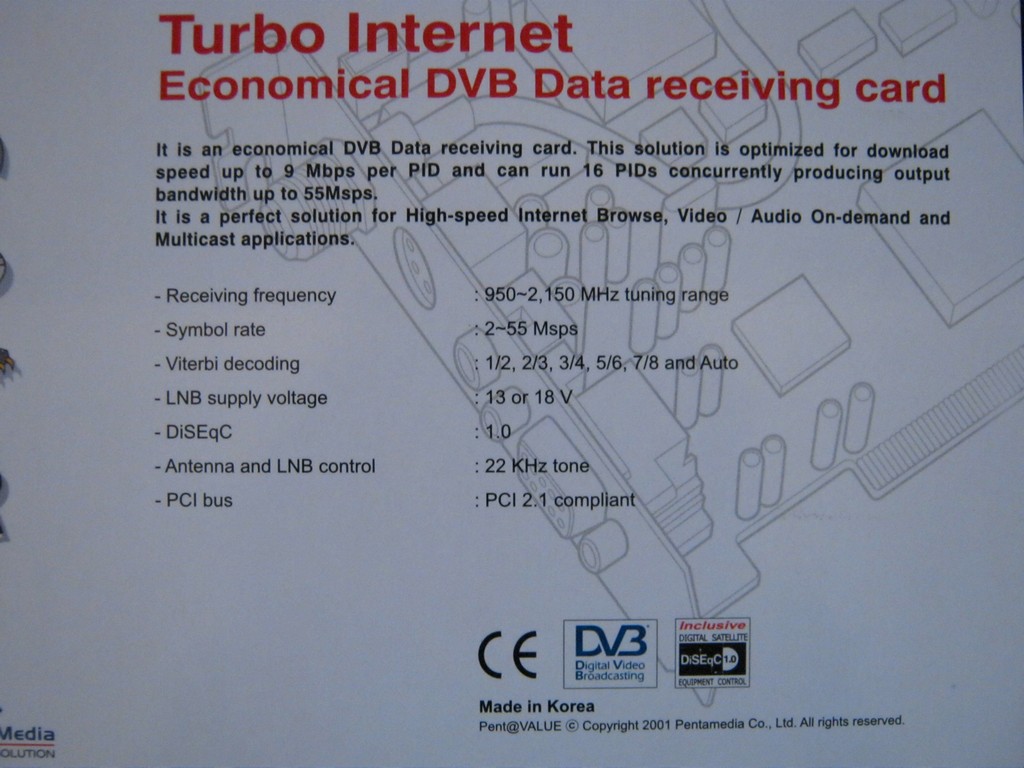 Turbo Internet
Economical DVB Data receiving card
It is an economical DVB Data receiving card. This solution is optimized for download
speed up to 9 Mbps per PID and can run 16 PIDs concurrently producing output
bandwidth up to 55Msps.
It is a perfect solution for High-speed Internet Browse, Video / Audio On-demand and
Multicast applications.
- Receiving frequency : 950~2,150 MHz tuning range
- Symbol rate : 2~55 Msps
- Viterbi decoding : 1/2, 2/3, 3/4, 5/6, 7/8 and Auto
- LNB supply voltage : 13 or 18 V
- DiSEqC : 1.0
- Antenna and LNB control : 22 KHz tone
- PCI bus : PCI 2.1 compliant
CE
DVB
Digital Video
Broadcasting
inclusive
DIGITAL SATELLITE
DiSEqC 1.0
EQUIPMENT CONTROL
Made in Korea
Pent@VALUE ⓒ Copyright 2001 Pentamedia Co., Ltd. All rights reserved.
Media
OLUTION